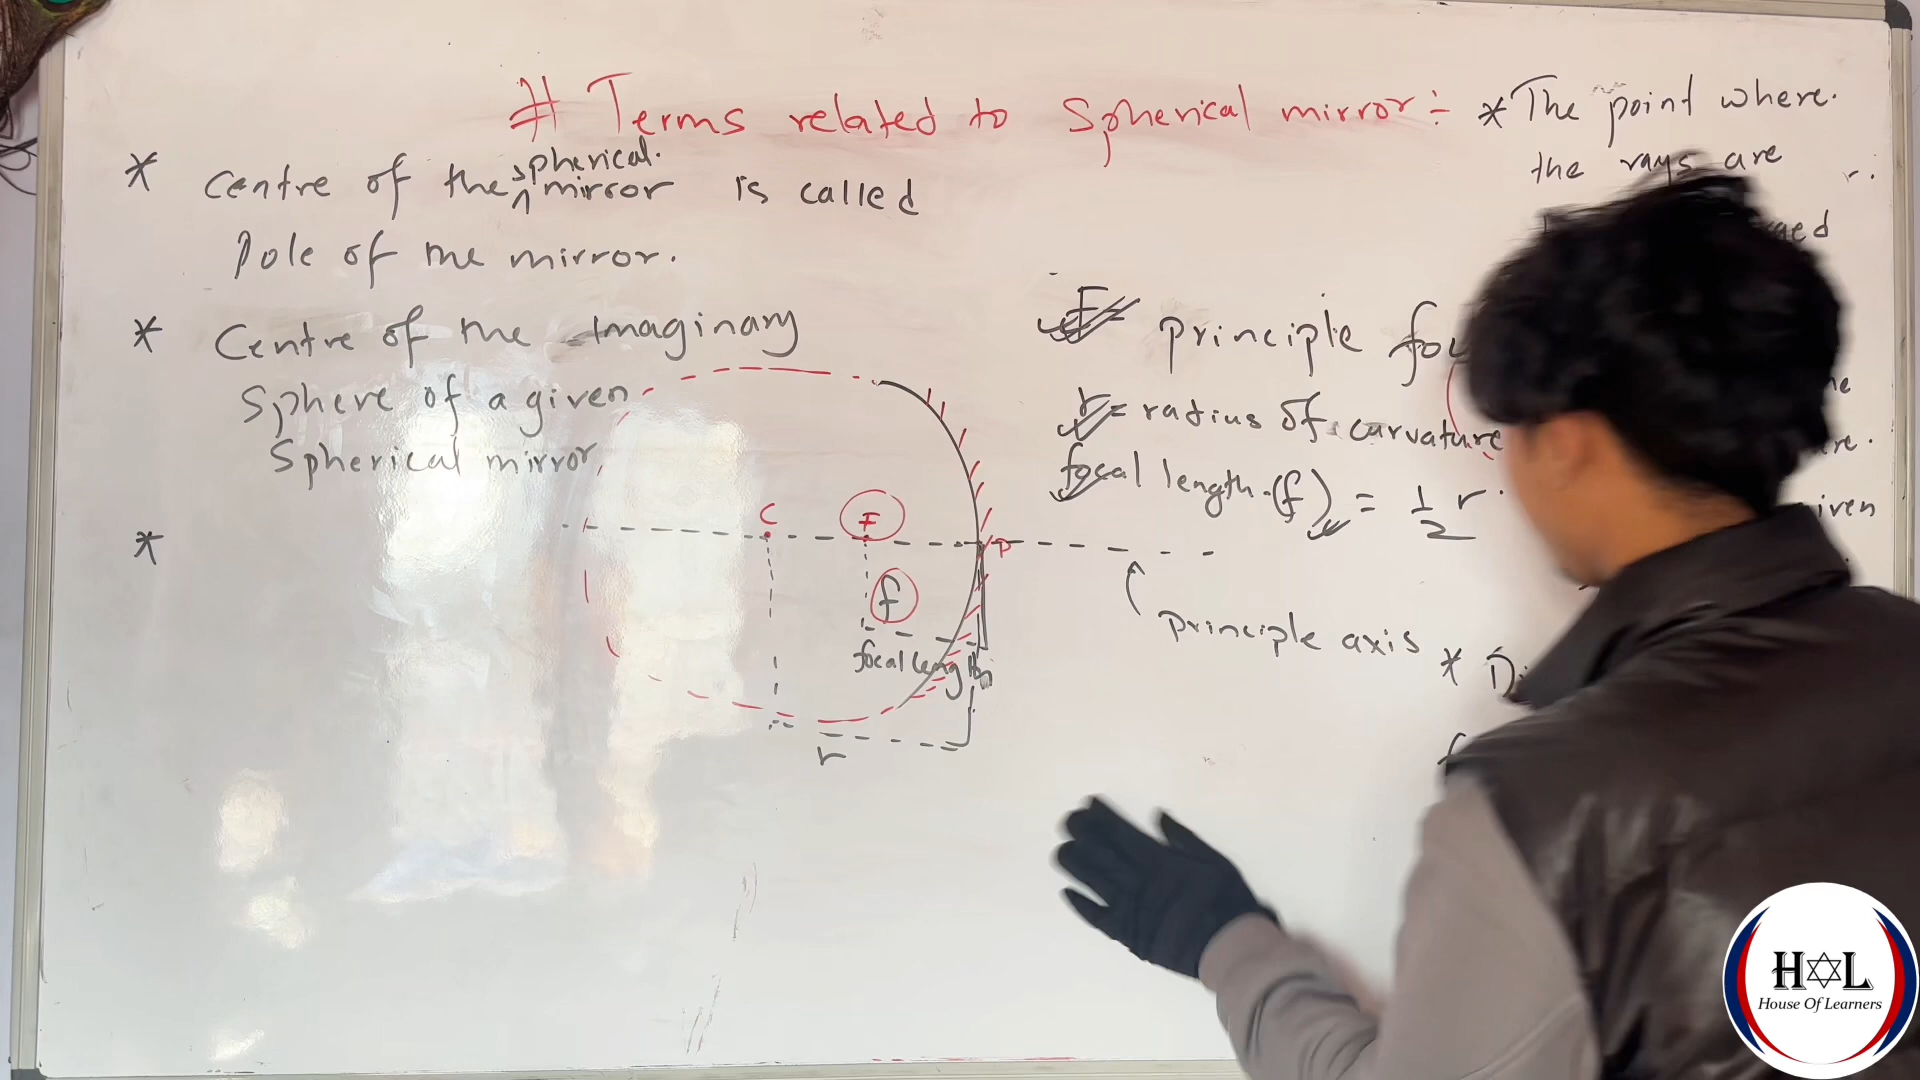 # Terms related to Spherical mirror ÷
* Centre of the spherical. mirror is called
Pole of the mirror.
* Centre of the Imaginary
Sphere of a given
Spherical mirror,
*
C
F
P
f
focal length
r
F = principle
r = radius of curvature
focal length.(f) = 1/2 r.
principle axis
* The point where.
the rays are
* Di
H L
House Of Learners